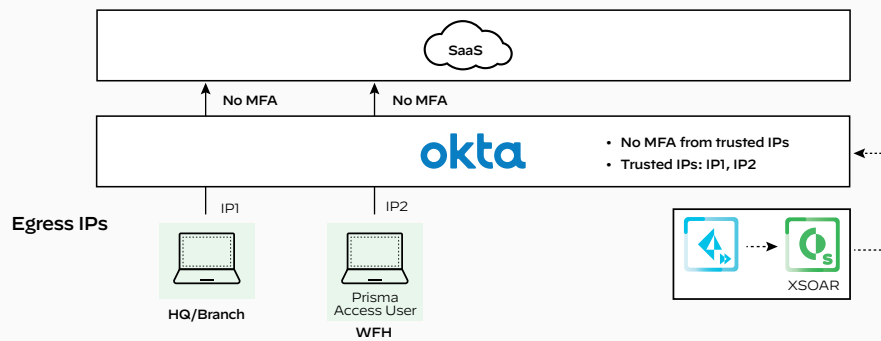 SaaS
No MFA
No MFA
okta
• No MFA from trusted IPs
• Trusted IPs: IP1, IP2
IP1
IP2
Egress IPs
Prisma
Access User
HQ/Branch
WFH
S
XSOAR